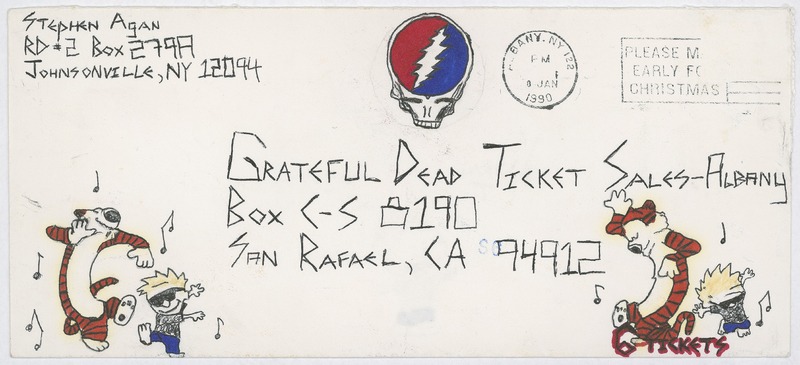 Stephen Agan
RD #2 Box 279A
Johnsonville, NY 12094
ALBANY, NY 122
PM
JAN
1990
PLEASE M
EARLY FO
CHRISTMAS
Grateful Dead Ticket Sales-Albany
Box C-S 8190
San Rafael, CA 94912
6 TICKETS